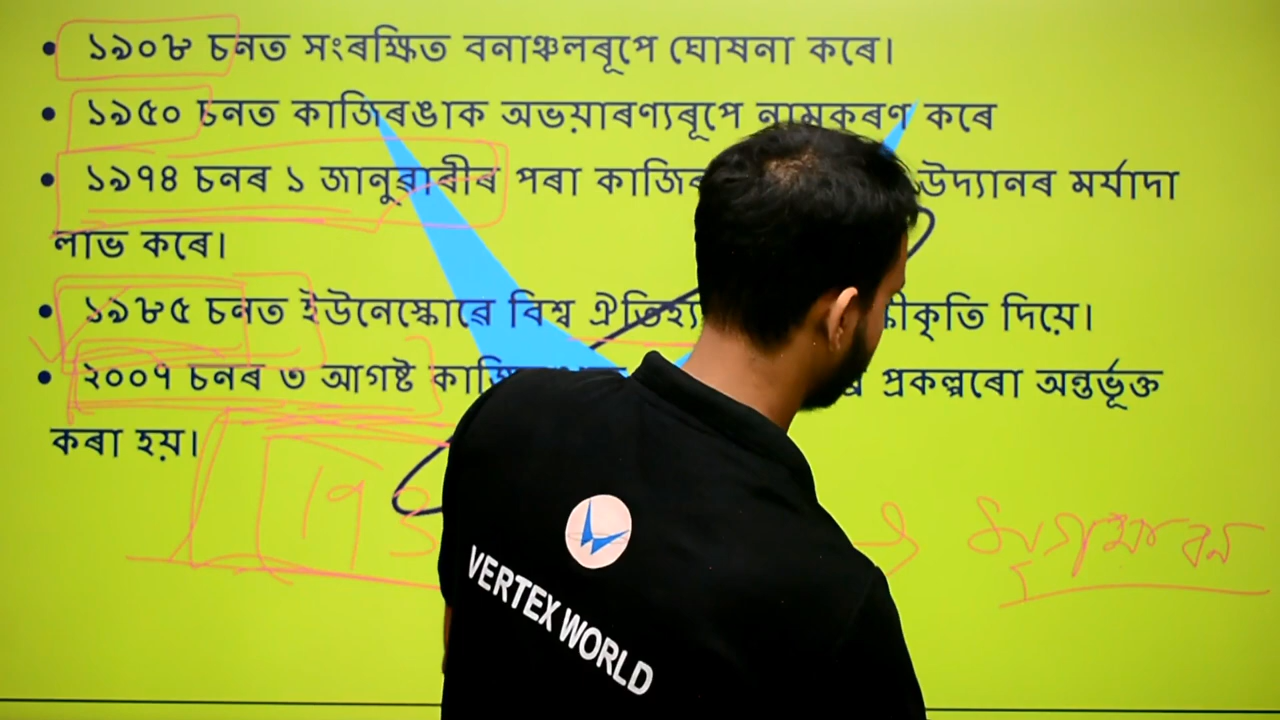 • ১৯০৮ চনত সংৰক্ষিত বনাঞ্চলৰূপে ঘোষনা কৰে।
• ১৯৫০ চনত কাজিৰঙাক অভয়াৰণ্যৰূপে নামকৰণ কৰে
• ১৯৭৪ চনৰ ১ জানুৱাৰীৰ পৰা উদ্যানৰ মৰ্যাদা
লাভ কৰে।
• ১৯৮৫ চনত ইউনেস্কোৱে বিশ্ব স্বীকৃতি দিয়ে।
• ২০০৭ চনৰ ৩ আগষ্ট প্ৰকল্পৰো অন্তৰ্ভূক্ত
কৰা হয়।
VERTEX WORLD